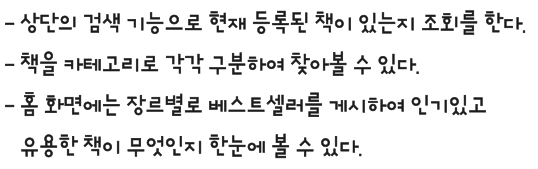 - 상단의 검색 기능으로 현재 등록된 책이 있는지 조회를 한다.
- 책을 카테고리로 각각 구분하여 찾아볼 수 있다.
- 홈 화면에는 장르별로 베스트셀러를 게시하여 인기있고
유용한 책이 무엇인지 한눈에 볼 수 있다.